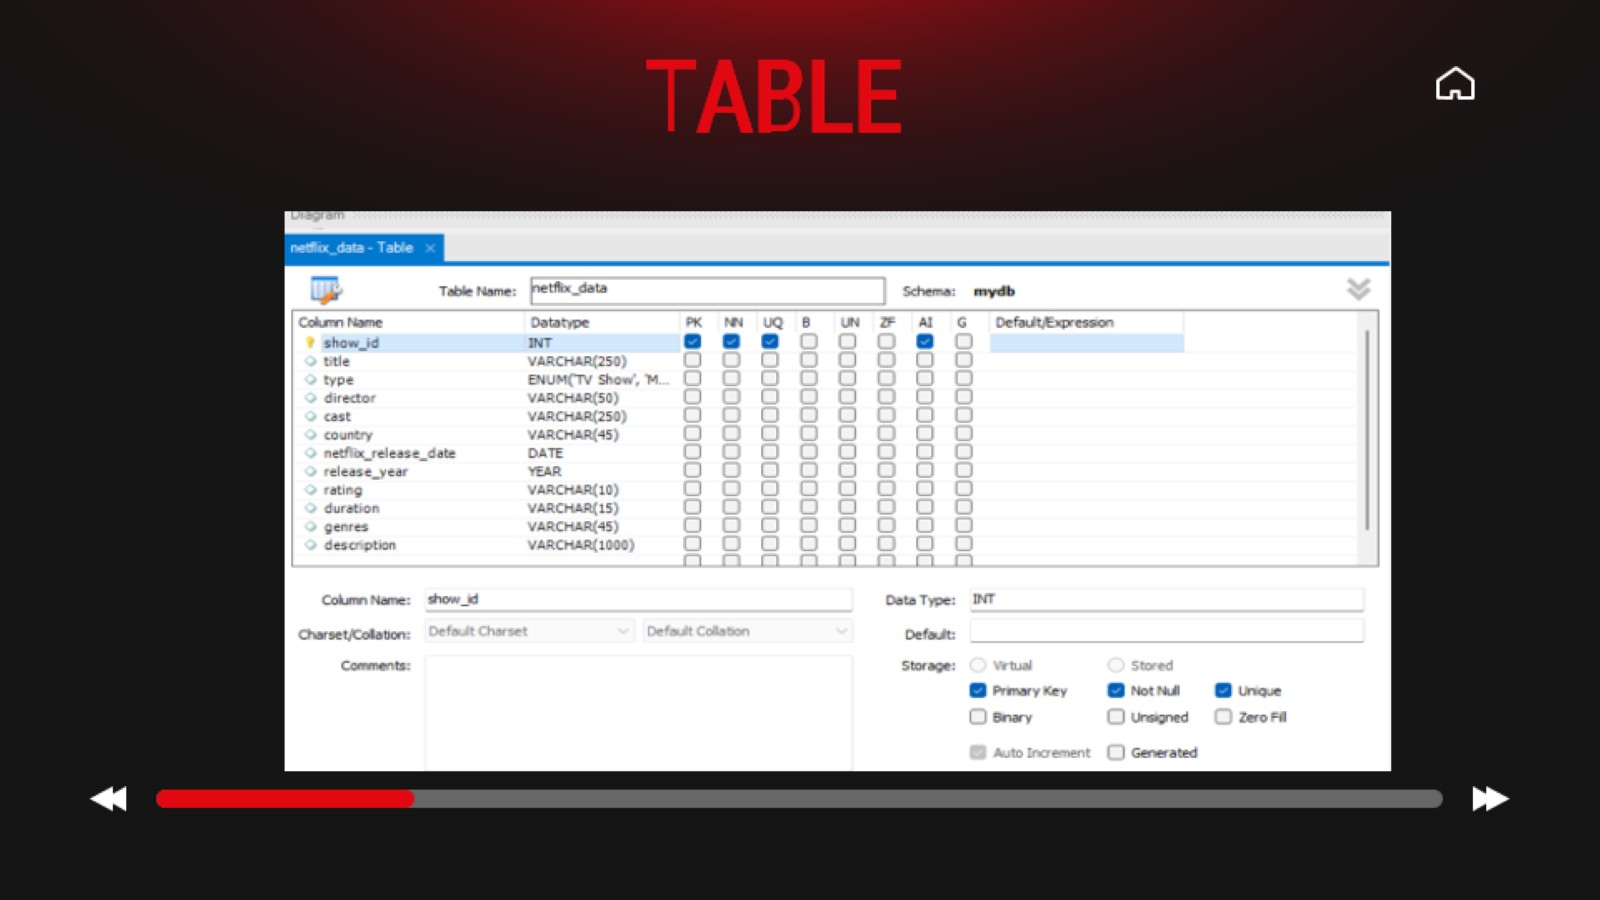 TABLE
Diagram
netflix_data - Table
Table Name: netflix_data Schema: mydb
Column Name Datatype PK NN UQ B UN ZF AI G Default/Expression
show_id INT
title VARCHAR(250)
type ENUM('TV Show', 'M...
director VARCHAR(50)
cast VARCHAR(250)
country VARCHAR(45)
netflix_release_date DATE
release_year YEAR
rating VARCHAR(10)
duration VARCHAR(15)
genres VARCHAR(45)
description VARCHAR(1000)
Column Name: show_id Data Type: INT
Charset/Collation: Default Charset Default Collation Default:
Comments: Storage: Virtual Stored
Primary Key Not Null Unique
Binary Unsigned Zero Fill
Auto Increment Generated